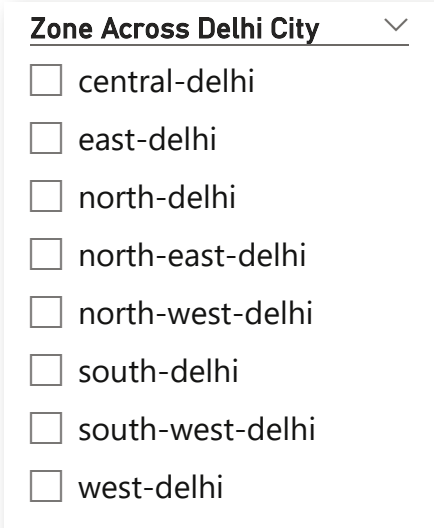 Zone Across Delhi City
central-delhi
east-delhi
north-delhi
north-east-delhi
north-west-delhi
south-delhi
south-west-delhi
west-delhi